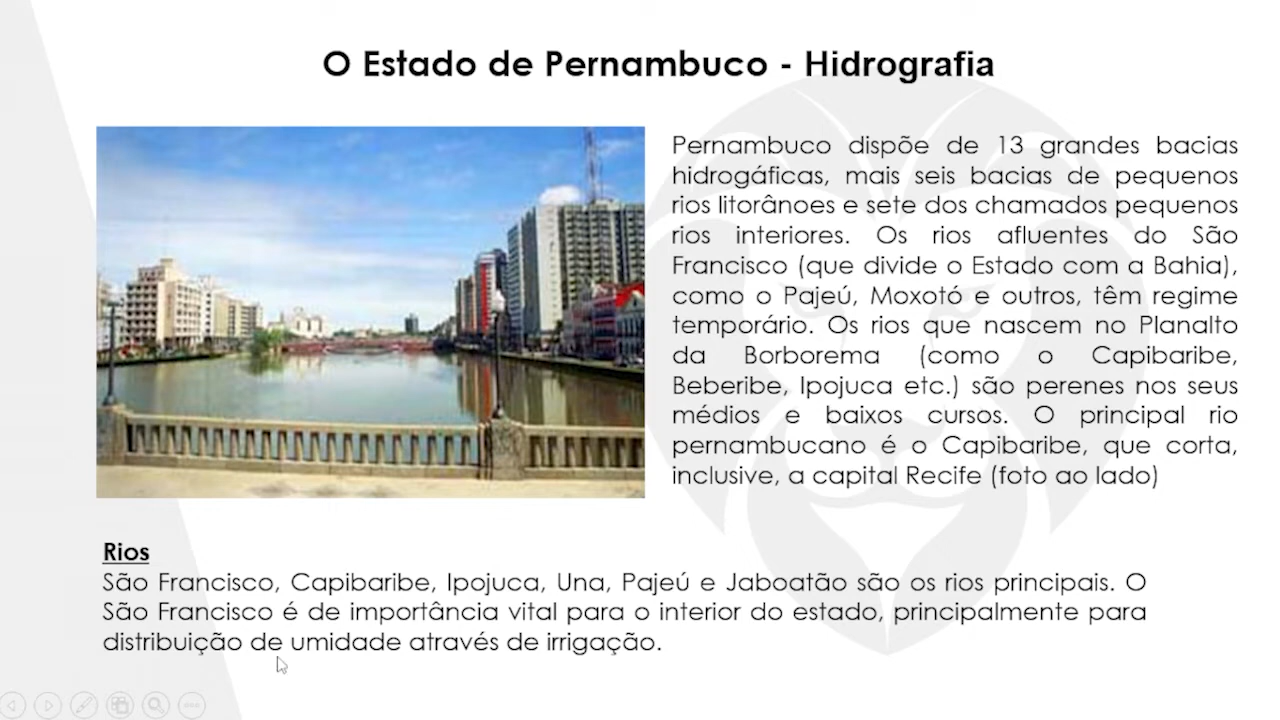 O Estado de Pernambuco - Hidrografia
Pernambuco dispõe de 13 grandes bacias
hidrogáficas, mais seis bacias de pequenos
rios litorânoes e sete dos chamados pequenos
rios interiores. Os rios afluentes do São
Francisco (que divide o Estado com a Bahia),
como o Pajeú, Moxotó e outros, têm regime
temporário. Os rios que nascem no Planalto
da Borborema (como o Capibaribe,
Beberibe, Ipojuca etc.) são perenes nos seus
médios e baixos cursos. O principal rio
pernambucano é o Capibaribe, que corta,
inclusive, a capital Recife (foto ao lado)
Rios
São Francisco, Capibaribe, Ipojuca, Una, Pajeú e Jaboatão são os rios principais. O
São Francisco é de importância vital para o interior do estado, principalmente para
distribuição de umidade através de irrigação.